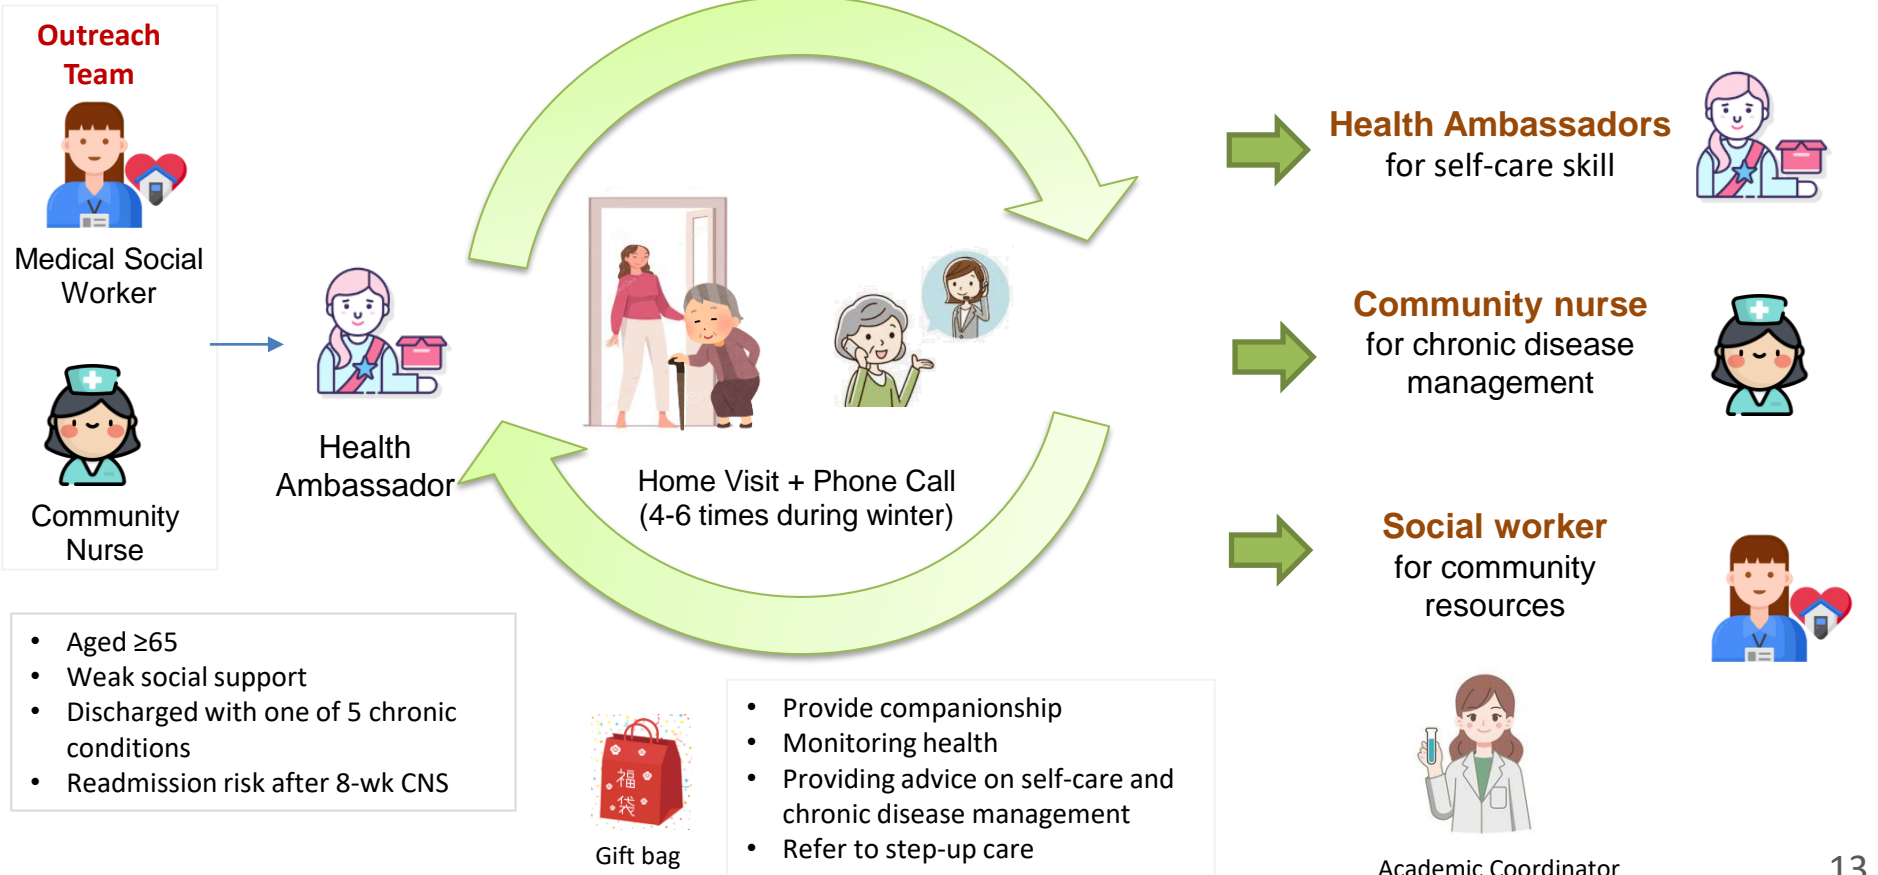 Outreach
Team
Medical Social
Worker
Community
Nurse
Health
Ambassador
Home Visit + Phone Call
(4-6 times during winter)
Health Ambassadors
for self-care skill
Community nurse
for chronic disease
management
Social worker
for community
resources
• Aged ≥65
• Weak social support
• Discharged with one of 5 chronic
conditions
• Readmission risk after 8-wk CNS
福
袋
Gift bag
• Provide companionship
• Monitoring health
• Providing advice on self-care and
chronic disease management
• Refer to step-up care
Academic Coordinator
13